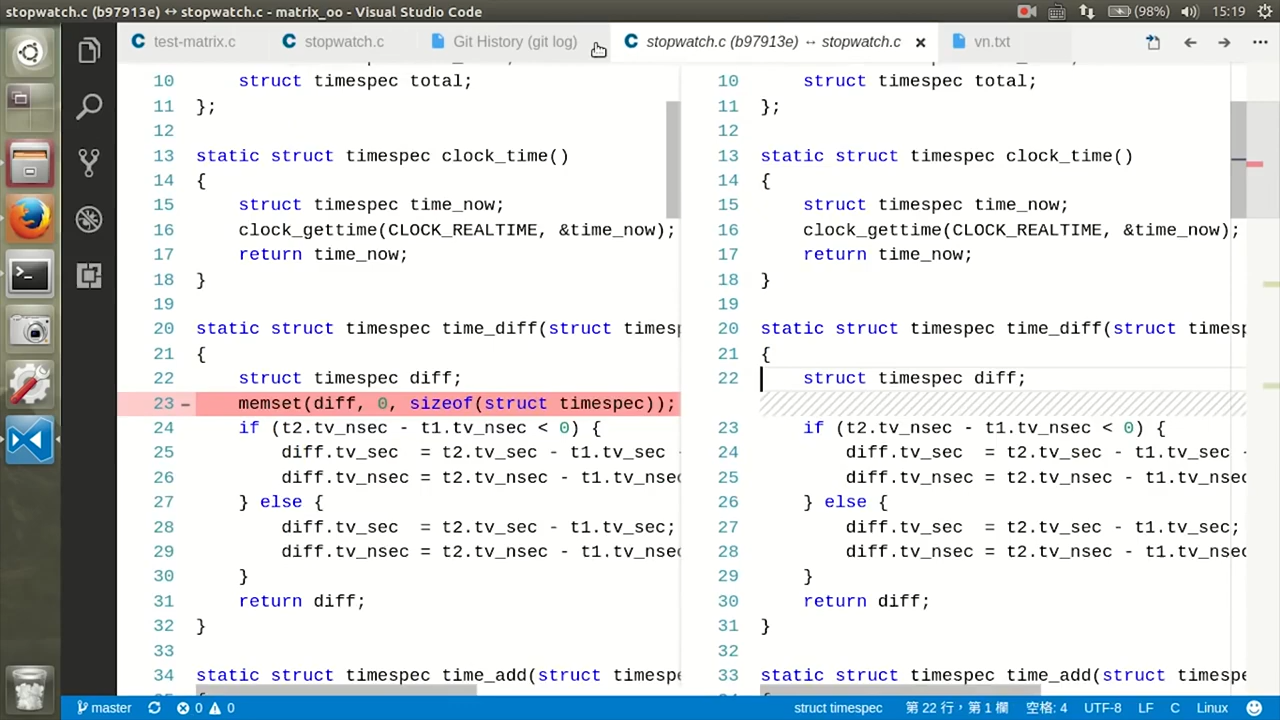 stopwatch.c (b97913e) ↔ stopwatch.c - matrix_oo - Visual Studio Code
(98%) 15:19
test-matrix.c stopwatch.c Git History (git log) stopwatch.c (b97913e) ↔ stopwatch.c vn.txt
10 struct timespec total;
11 };
12
13 static struct timespec clock_time()
14 {
15 struct timespec time_now;
16 clock_gettime(CLOCK_REALTIME, &time_now);
17 return time_now;
18 }
19
20 static struct timespec time_diff(struct timesp
21 {
22 struct timespec diff;
23 – memset(diff, 0, sizeof(struct timespec));
24 if (t2.tv_nsec - t1.tv_nsec < 0) {
25 diff.tv_sec = t2.tv_sec - t1.tv_sec -
26 diff.tv_nsec = t2.tv_nsec - t1.tv_nsec
27 } else {
28 diff.tv_sec = t2.tv_sec - t1.tv_sec;
29 diff.tv_nsec = t2.tv_nsec - t1.tv_nsec
30 }
31 return diff;
32 }
33
34 static struct timespec time_add(struct timespe
10 struct timespec total;
11 };
12
13 static struct timespec clock_time()
14 {
15 struct timespec time_now;
16 clock_gettime(CLOCK_REALTIME, &time_now);
17 return time_now;
18 }
19
20 static struct timespec time_diff(struct timesp
21 {
22 struct timespec diff;
23 if (t2.tv_nsec - t1.tv_nsec < 0) {
24 diff.tv_sec = t2.tv_sec - t1.tv_sec -
25 diff.tv_nsec = t2.tv_nsec - t1.tv_nsec
26 } else {
27 diff.tv_sec = t2.tv_sec - t1.tv_sec;
28 diff.tv_nsec = t2.tv_nsec - t1.tv_nsec
29 }
30 return diff;
31 }
32
33 static struct timespec time_add(struct timespe
master 0 0 struct timespec 第 22 行，第 1 欄 空格: 4 UTF-8 LF C Linux